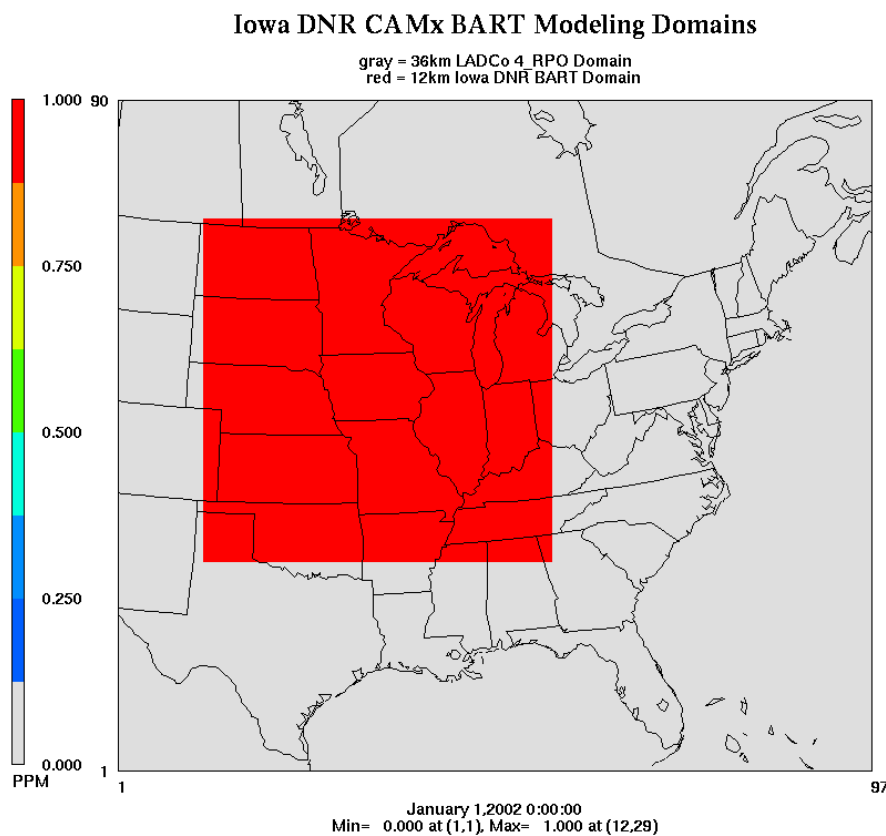 Iowa DNR CAMx BART Modeling Domains
gray = 36km LADCo 4_RPO Domain
red = 12km Iowa DNR BART Domain
1.000
0.750
0.500
0.250
0.000
PPM
90
1
1
97
January 1,2002 0:00:00
Min= 0.000 at (1,1), Max= 1.000 at (12,29)